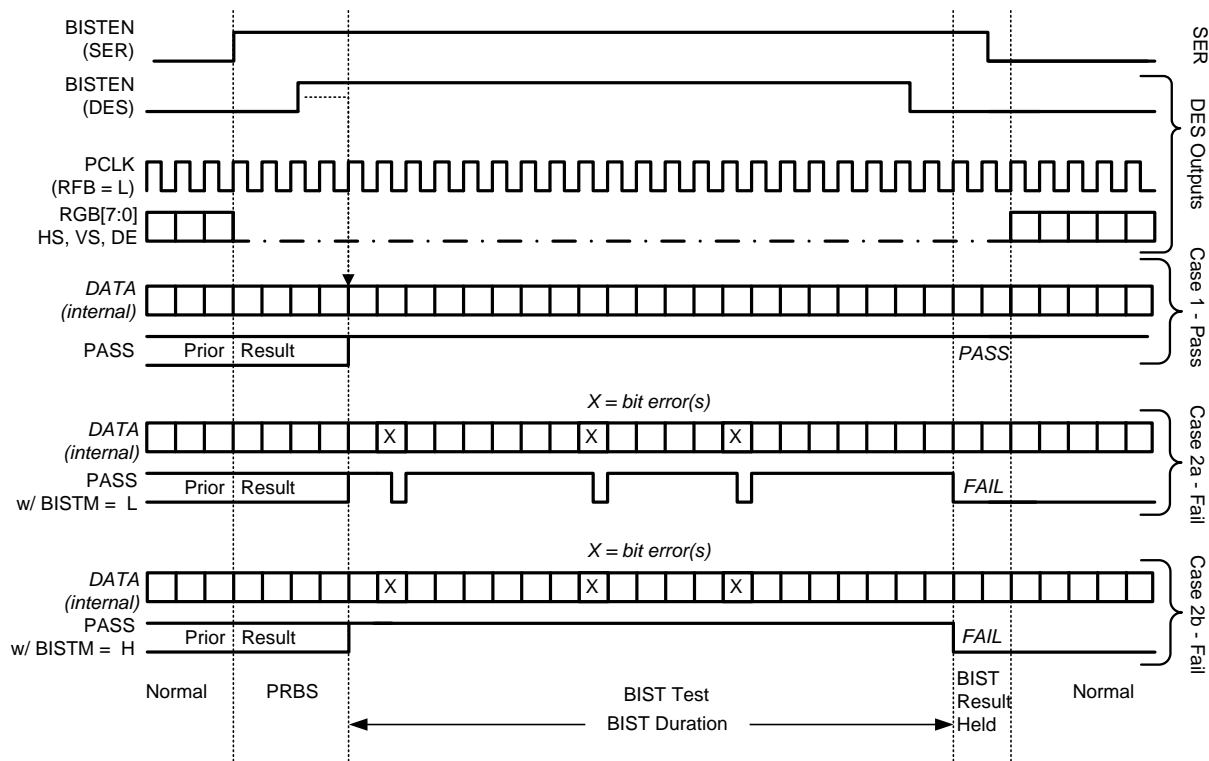 BISTEN
(SER)
SER
BISTEN
(DES)
DES Outputs
PCLK
(RFB = L)
RGB[7:0]
HS, VS, DE
DATA
(internal)
Case 1 - Pass
PASS
Prior Result
PASS
X = bit error(s)
DATA
(internal)
X X X
Case 2a - Fail
PASS
w/ BISTM = L
Prior Result
FAIL
X = bit error(s)
DATA
(internal)
X X X
Case 2b - Fail
PASS
w/ BISTM = H
Prior Result
FAIL
Normal
PRBS
BIST Test
BIST Duration
BIST
Result
Held
Normal